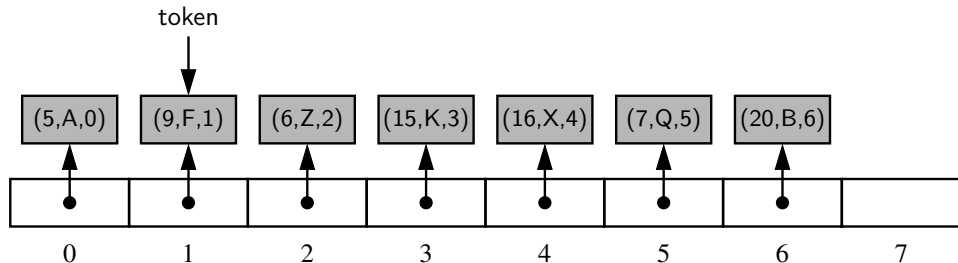 token
(5,A,0) (9,F,1) (6,Z,2) (15,K,3) (16,X,4) (7,Q,5) (20,B,6)
0 1 2 3 4 5 6 7